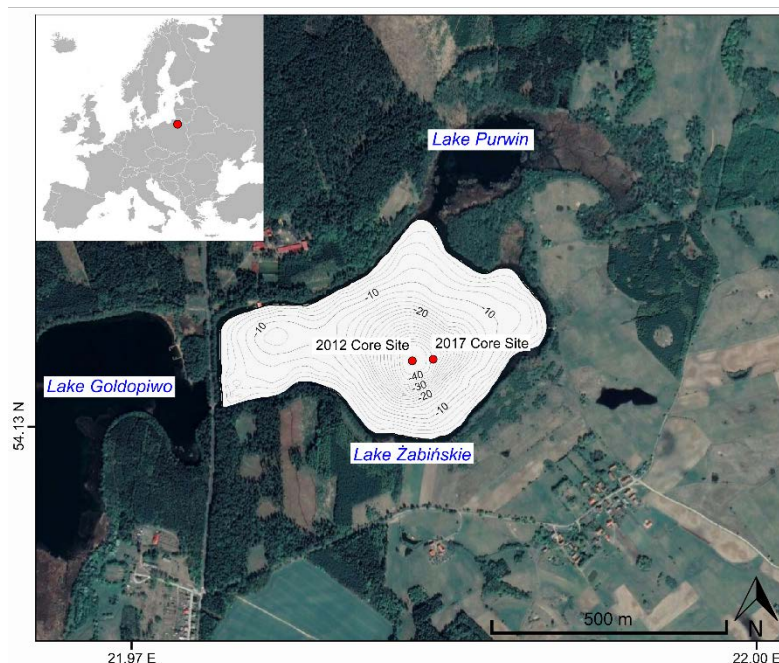 Lake Purwin
-10
-20
-10
-10
2012 Core Site
2017 Core Site
-40
-30
-20
-10
Lake Gołdopiwo
Lake Żabińskie
54.13 N
500 m
N
21.97 E
22.00 E